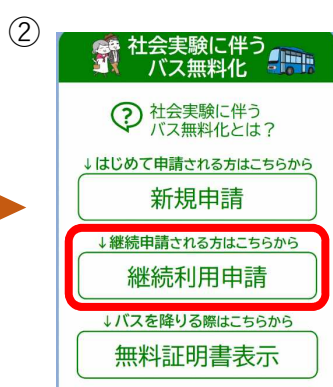 ②
社会実験に伴う
バス無料化
? 社会実験に伴う
バス無料化とは？
↓はじめて申請される方はこちらから
新規申請
↓継続申請される方はこちらから
継続利用申請
↓バスを降りる際はこちらから
無料証明書表示